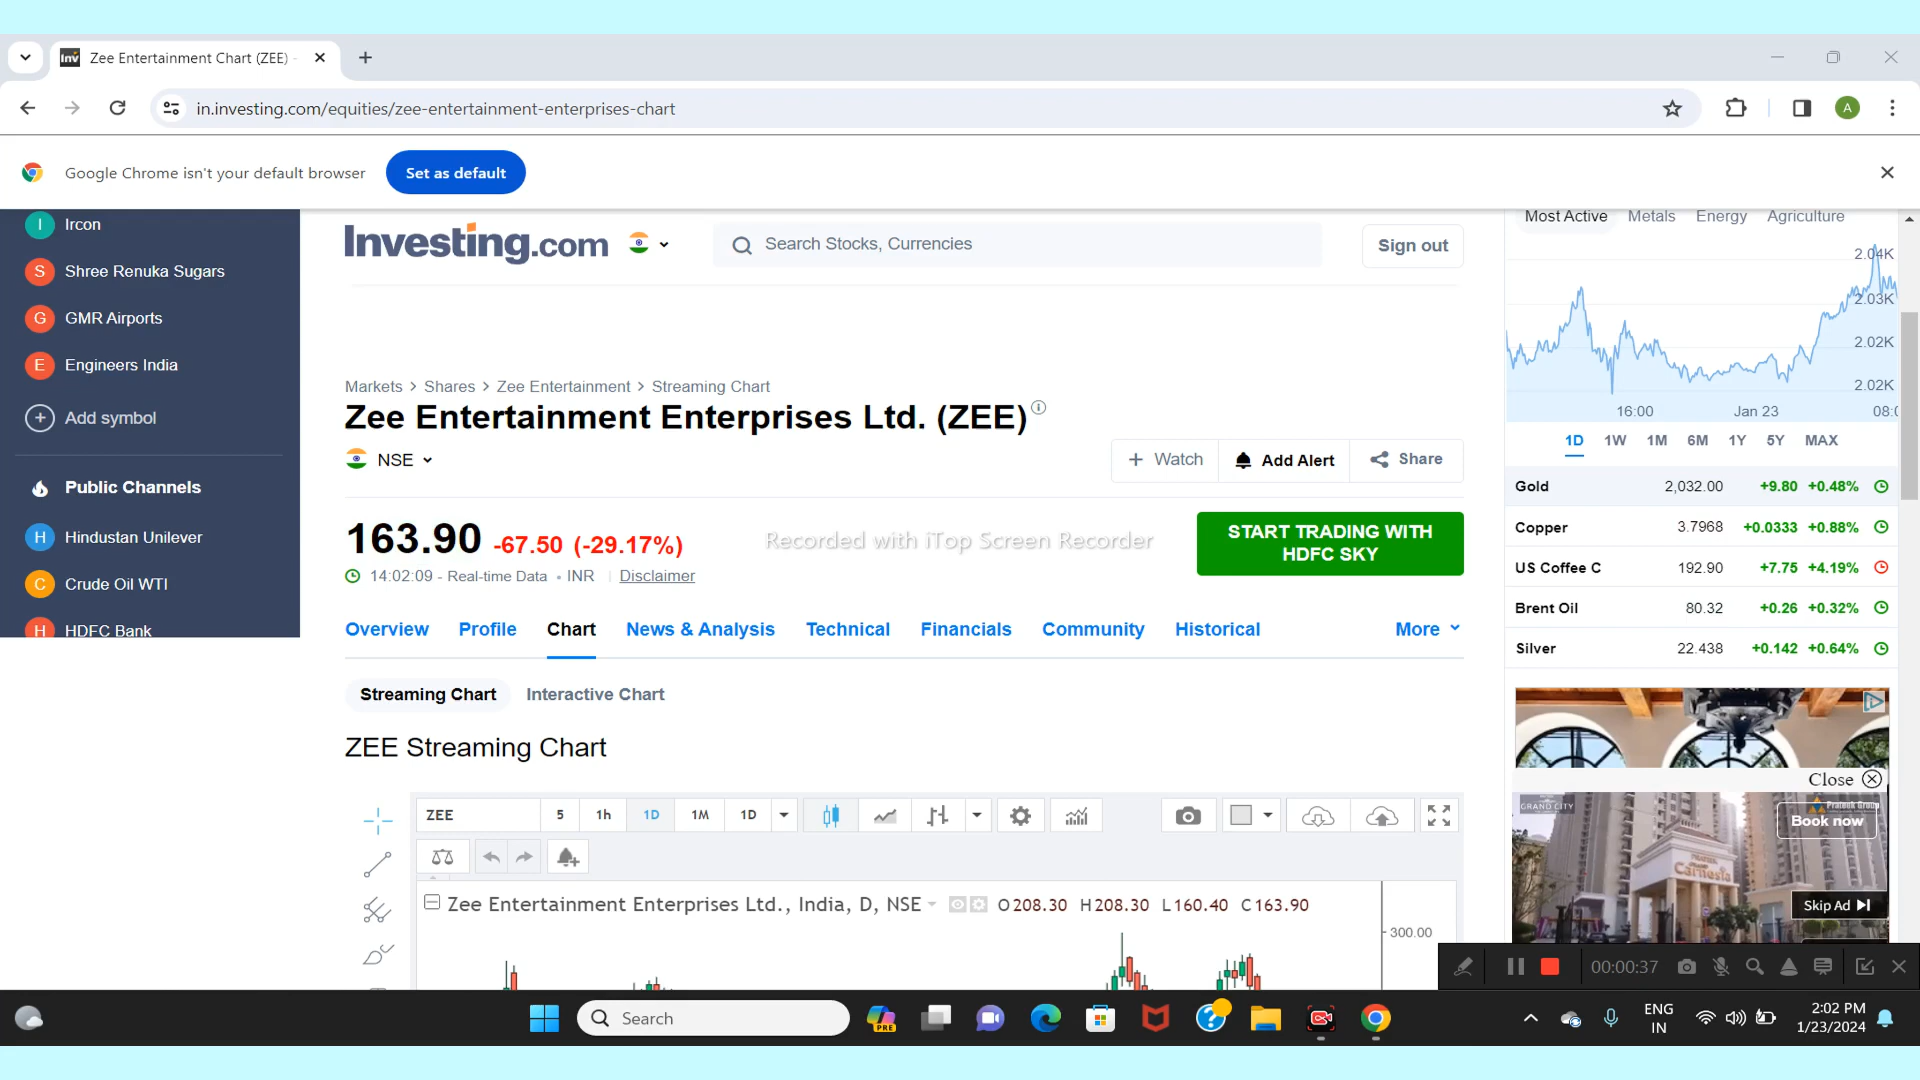 Zee Entertainment Chart (ZEE) -
in.investing.com/equities/zee-entertainment-enterprises-chart
A
Google Chrome isn't your default browser
Set as default
I Ircon
S Shree Renuka Sugars
G GMR Airports
E Engineers India
Add symbol
Public Channels
H Hindustan Unilever
C Crude Oil WTI
H HDFC Bank
Investing.com
Search Stocks, Currencies
Sign out
Markets > Shares > Zee Entertainment > Streaming Chart
Zee Entertainment Enterprises Ltd. (ZEE)
NSE
Watch
Add Alert
Share
163.90 -67.50 (-29.17%)
14:02:09 - Real-time Data • INR | Disclaimer
Recorded with iTop Screen Recorder
START TRADING WITH
HDFC SKY
Overview Profile Chart News & Analysis Technical Financials Community Historical More
Streaming Chart Interactive Chart
ZEE Streaming Chart
ZEE 5 1h 1D 1M 1D
Zee Entertainment Enterprises Ltd., India, D, NSE O 208.30 H 208.30 L 160.40 C 163.90
300.00
Most Active Metals Energy Agriculture
2.04K
2.03K
2.02K
2.02K
16:00 Jan 23 08:0
1D 1W 1M 6M 1Y 5Y MAX
Gold 2,032.00 +9.80 +0.48%
Copper 3.7968 +0.0333 +0.88%
US Coffee C 192.90 +7.75 +4.19%
Brent Oil 80.32 +0.26 +0.32%
Silver 22.438 +0.142 +0.64%
Close
GRAND CITY
Prateek Group
Book now
Carnesia
Skip Ad
00:00:37
Search
PRE
ENG
IN
2:02 PM
1/23/2024